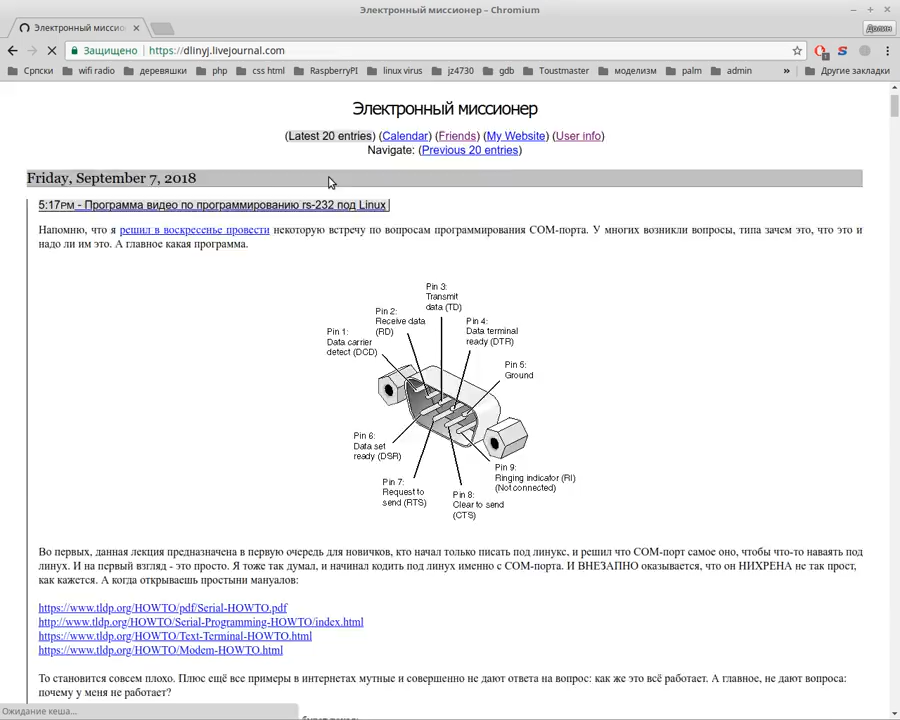 Электронный миссионер – Chromium
Электронный миссио
Долин
Защищено
https://dlinyj.livejournal.com
Српски
wifi radio
деревяшки
php
css html
RaspberryPI
linux virus
jz4730
gdb
Toustmaster
моделизм
palm
admin
»
Другие закладки
Электронный миссионер
(Latest 20 entries) (Calendar) (Friends) (My Website) (User info)
Navigate: (Previous 20 entries)
Friday, September 7, 2018
5:17PM - Программа видео по программированию rs-232 под Linux
Напомню, что я решил в воскресенье провести некоторую встречу по вопросам программирования COM-порта. У многих возникли вопросы, типа зачем это, что это и
надо ли им это. А главное какая программа.
Pin 3:
Transmit
data (TD)
Pin 2:
Receive data
(RD)
Pin 4:
Data terminal
ready (DTR)
Pin 1:
Data carrier
detect (DCD)
Pin 5:
Ground
Pin 6:
Data set
ready (DSR)
Pin 9:
Ringing indicator (RI)
(Not connected)
Pin 7:
Request to
send (RTS)
Pin 8:
Clear to send
(CTS)
Во первых, данная лекция предназначена в первую очередь для новичков, кто начал только писать под линукс, и решил что COM-порт самое оно, чтобы что-то наваять под
линух. И на первый взгляд - это просто. Я тоже так думал, и начинал кодить под линух именно с COM-порта. И ВНЕЗАПНО оказывается, что он НИХРЕНА не так прост,
как кажется. А когда открываешь простыни мануалов:
https://www.tldp.org/HOWTO/pdf/Serial-HOWTO.pdf
http://www.tldp.org/HOWTO/Serial-Programming-HOWTO/index.html
https://www.tldp.org/HOWTO/Text-Terminal-HOWTO.html
https://www.tldp.org/HOWTO/Modem-HOWTO.html
То становится совсем плохо. Плюс ещё все примеры в интернетах мутные и совершенно не дают ответа на вопрос: как же это всё работает. А главное, не дают вопроса:
почему у меня не работает?
Ожидание кеша...